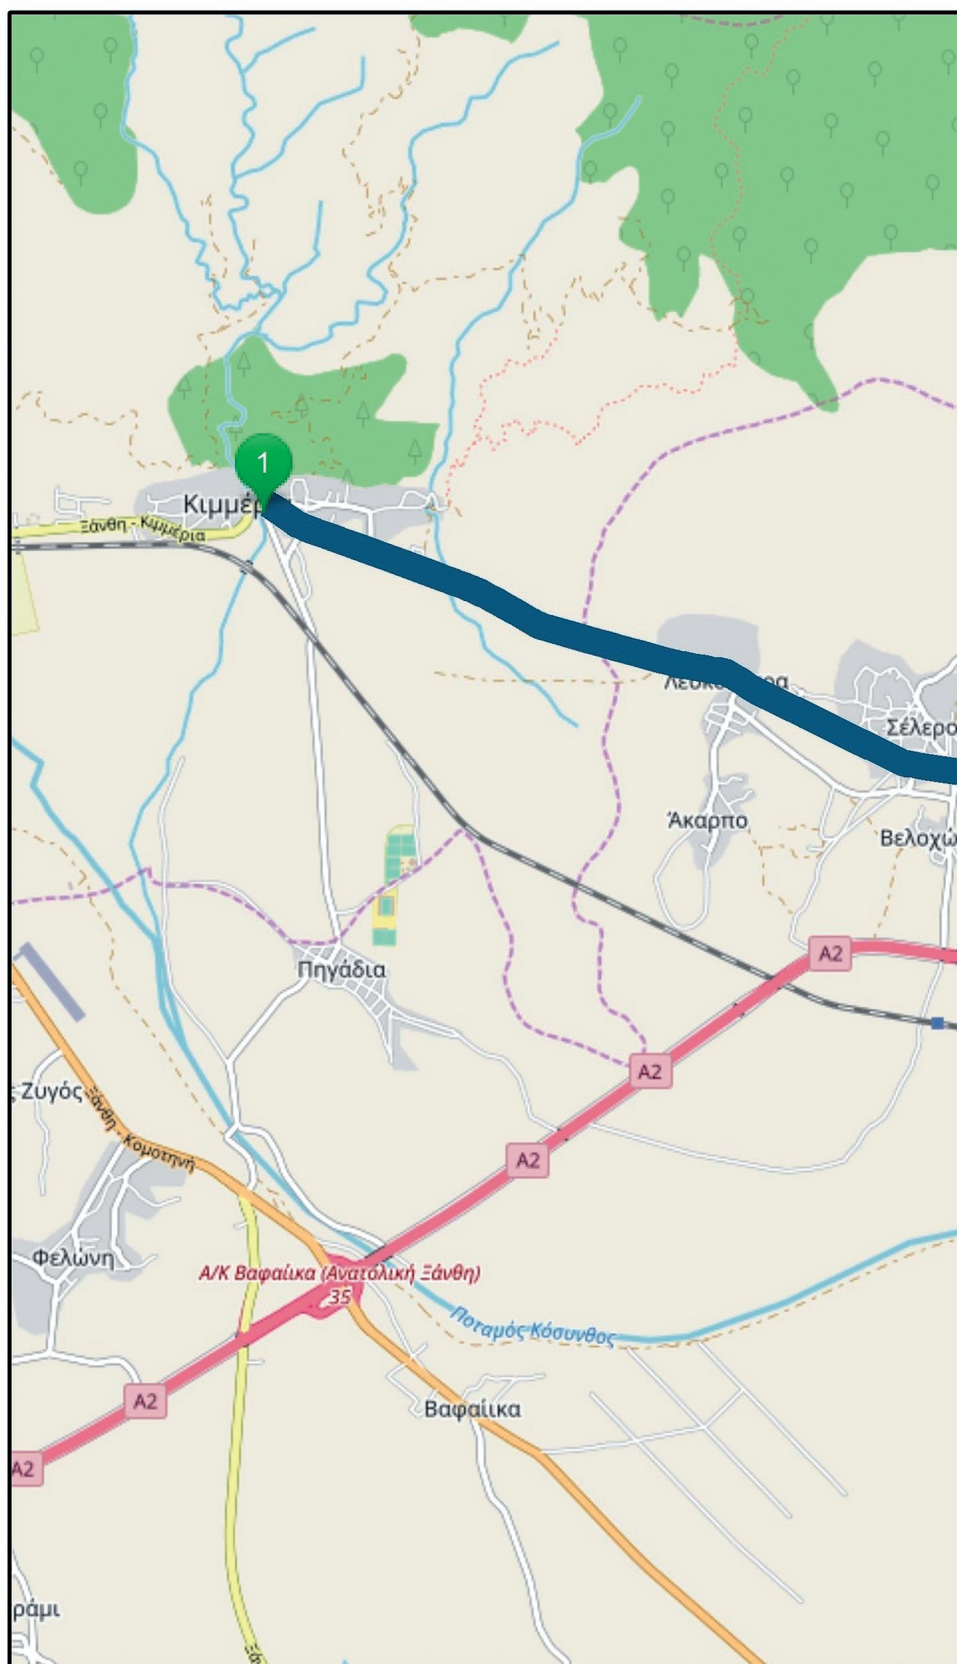 1
Κιμμέρ
Ξάνθη - Κιμμέρια
Σέλερο
Άκαρπο
Βελοχώ
A2
Πηγάδια
A2
ς Ζυγός
Ξάνθη - Κομοτηνή
A2
Φελώνη
Α/Κ Βαφαίικα (Ανατολική Ξάνθη)
35
Ποταμός Κόσυνθος
A2
Βαφαίικα
A2
ράμι
Ξά